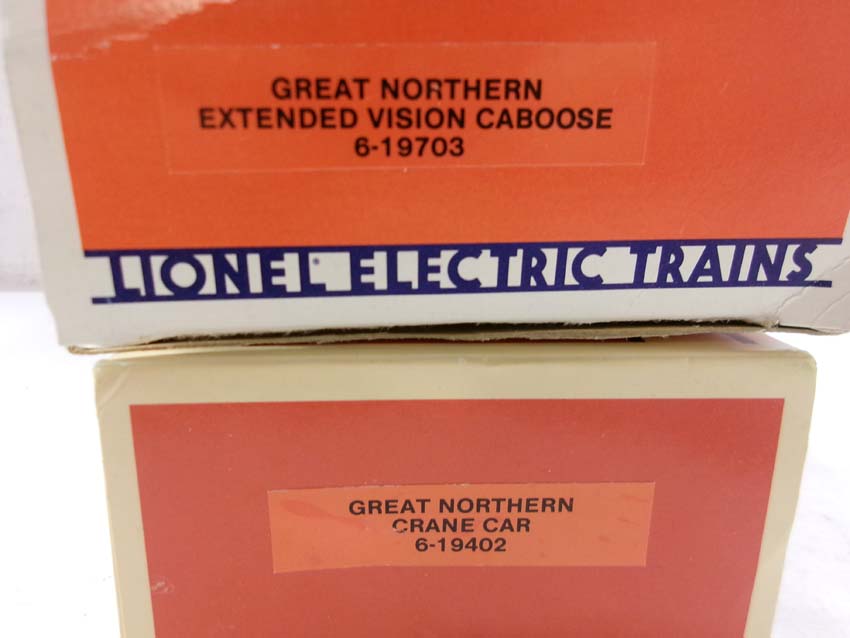 GREAT NORTHERN
EXTENDED VISION CABOOSE
6-19703
LIONEL® ELECTRIC TRAINS
GREAT NORTHERN
CRANE CAR
6-19402